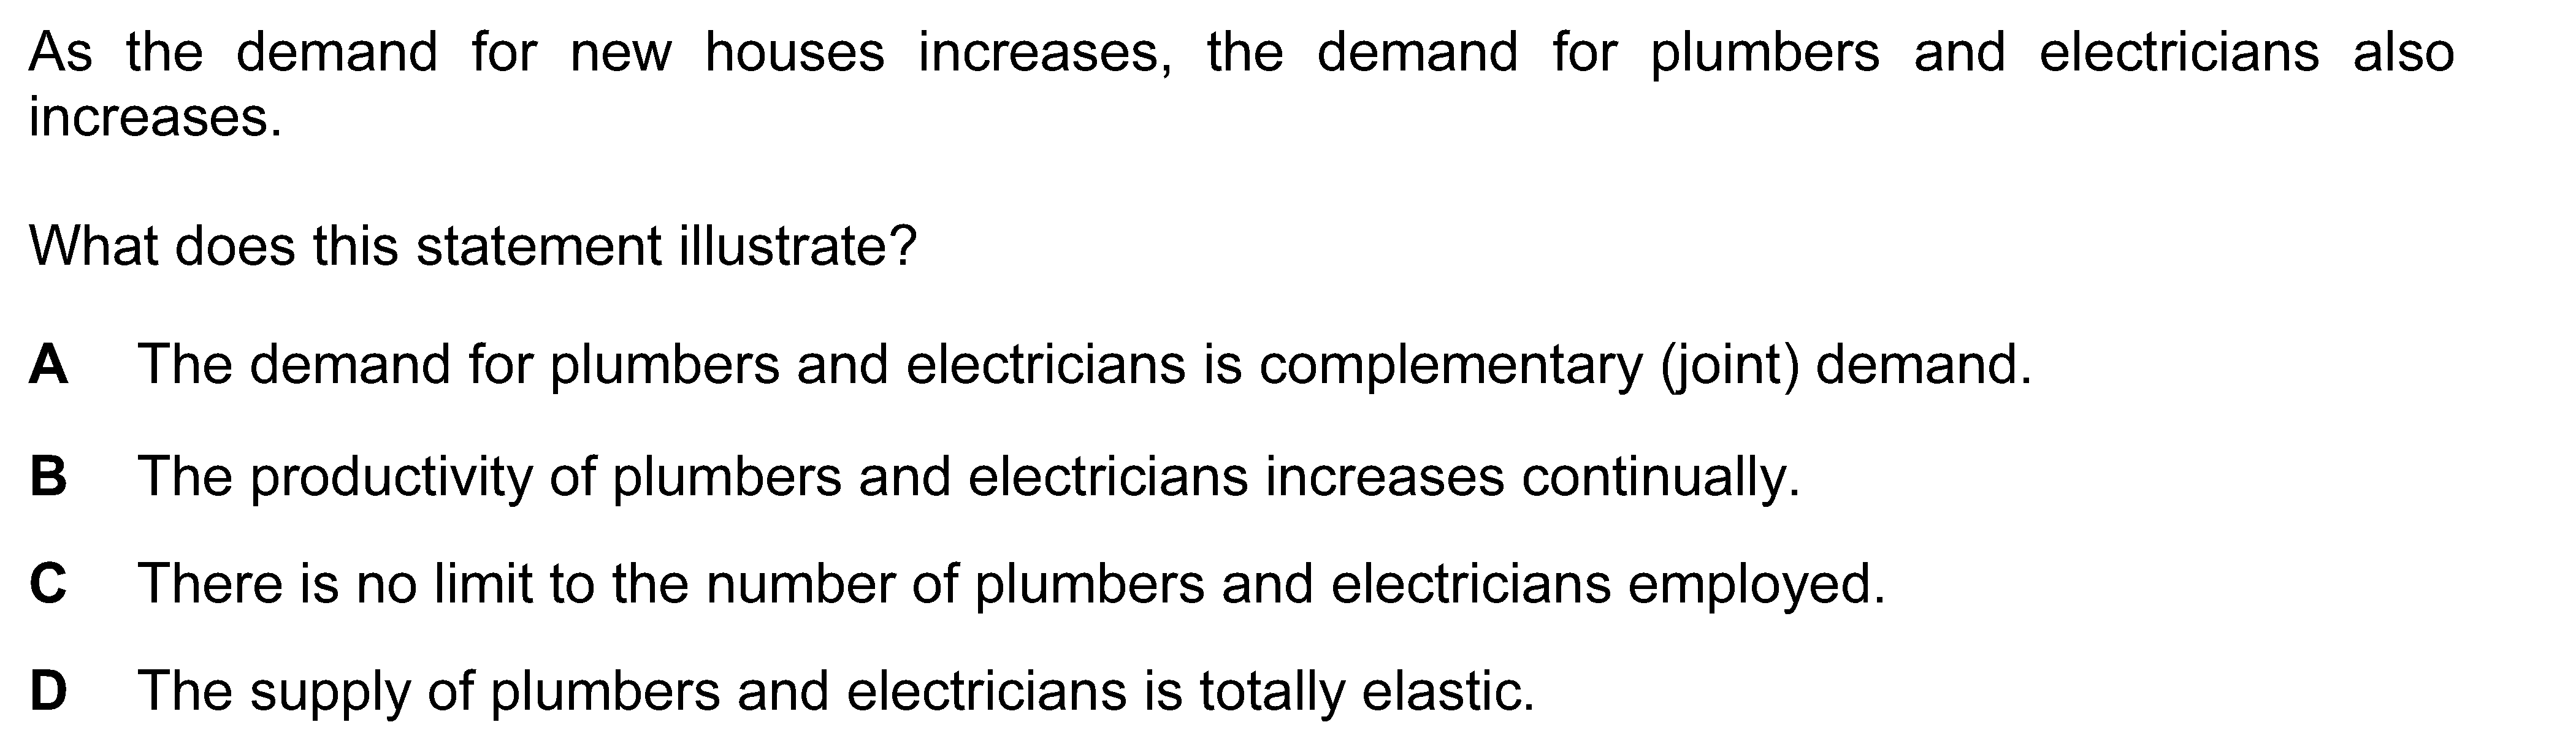 As the demand for new houses increases, the demand for plumbers and electricians also
increases.
What does this statement illustrate?
A The demand for plumbers and electricians is complementary (joint) demand.
B The productivity of plumbers and electricians increases continually.
C There is no limit to the number of plumbers and electricians employed.
D The supply of plumbers and electricians is totally elastic.